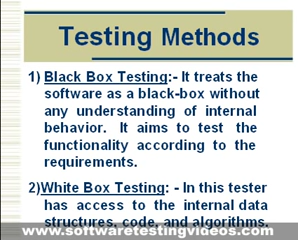 Testing Methods
1) Black Box Testing:- It treats the
software as a black-box without
any understanding of internal
behavior. It aims to test the
functionality according to the
requirements.
2)White Box Testing: - In this tester
has access to the internal data
structures, code, and algorithms.
www.softwaretestingvideos.com